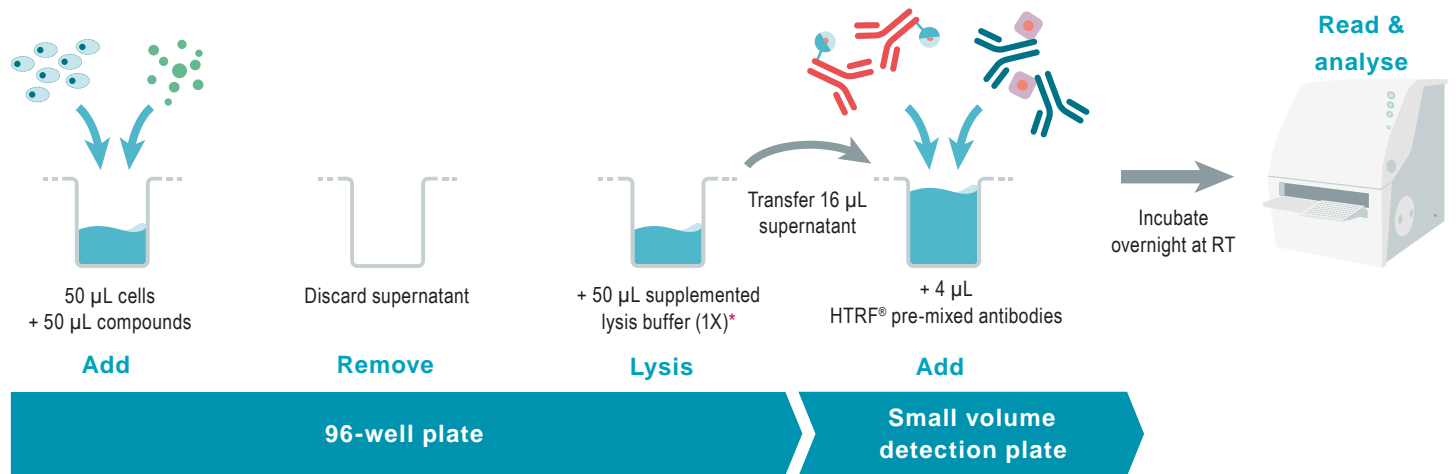 50 µL cells
+ 50 µL compounds
Add
Discard supernatant
Remove
+ 50 µL supplemented
lysis buffer (1X)*
Lysis
Transfer 16 µL
supernatant
+ 4 µL
HTRF® pre-mixed antibodies
Add
Incubate
overnight at RT
Read &
analyse
96-well plate
Small volume
detection plate